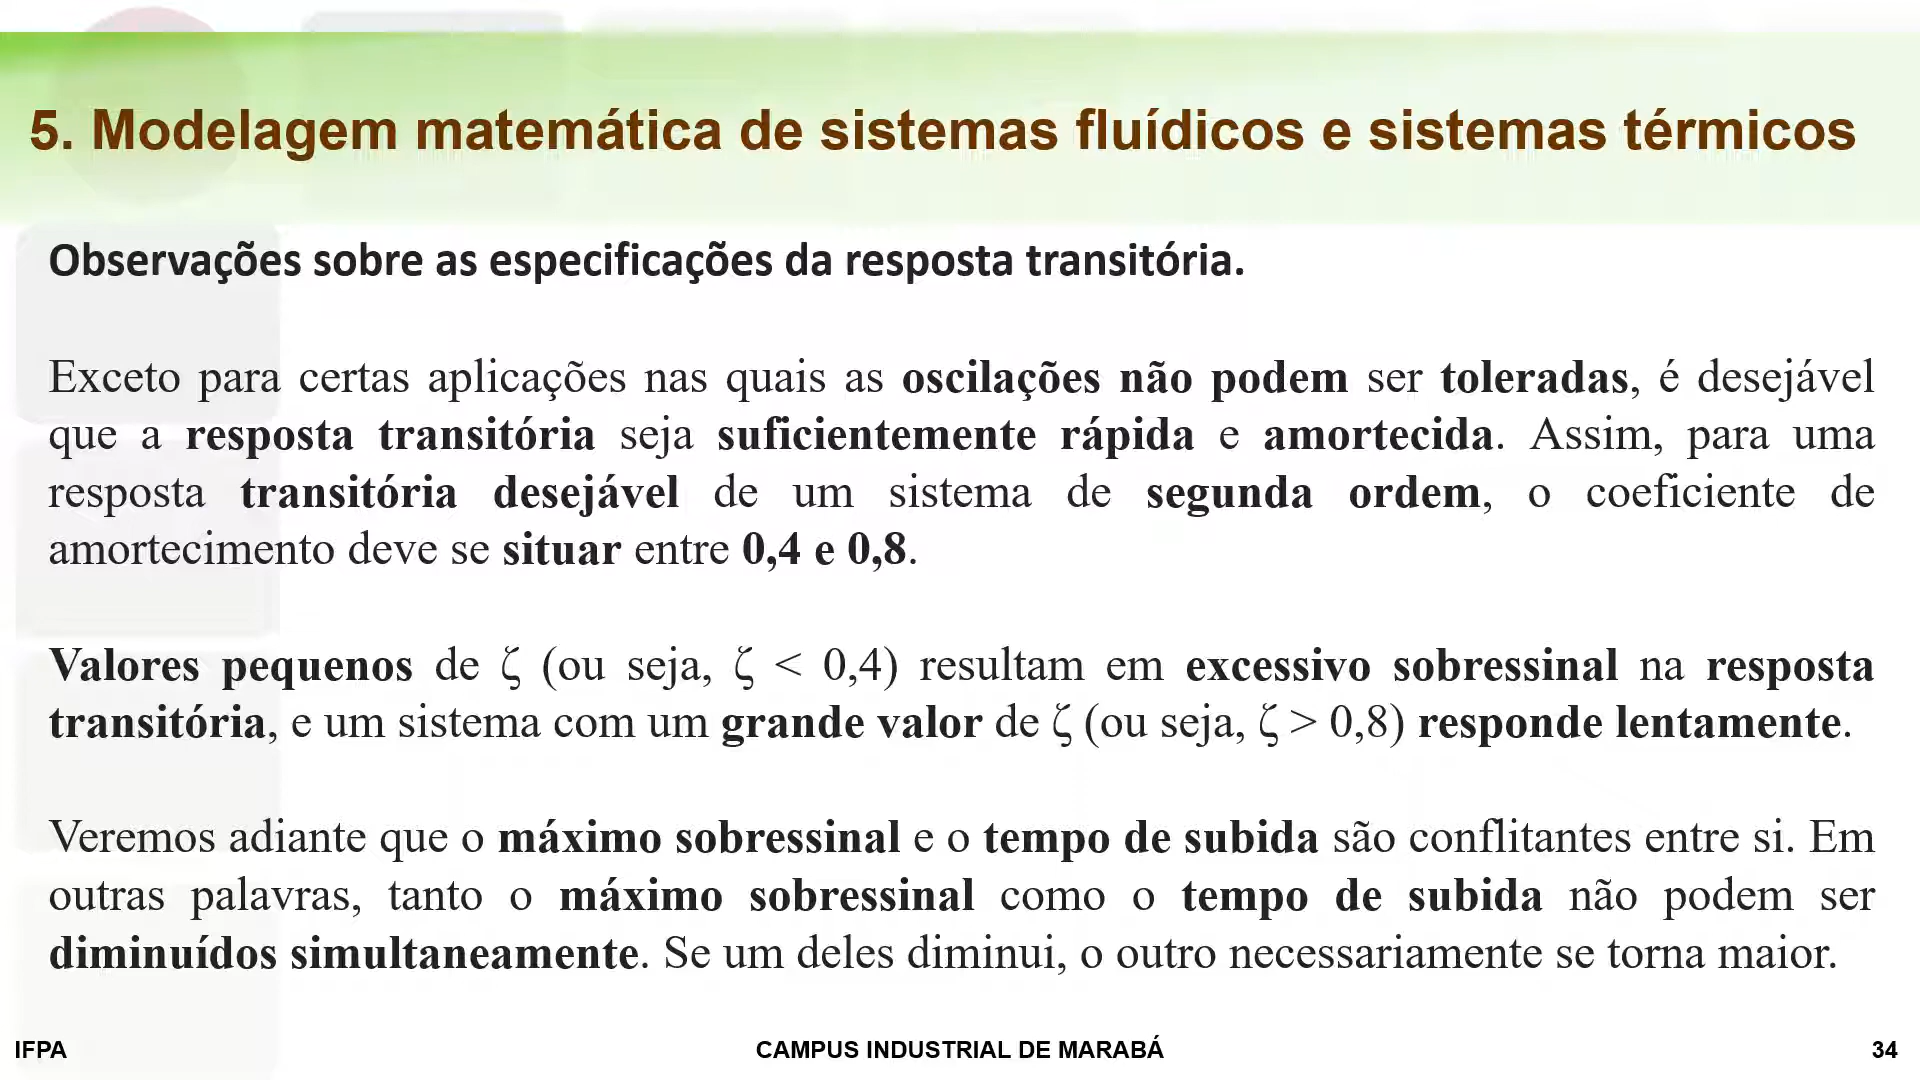 5. Modelagem matemática de sistemas fluídicos e sistemas térmicos
Observações sobre as especificações da resposta transitória.
Exceto para certas aplicações nas quais as oscilações não podem ser toleradas, é desejável
que a resposta transitória seja suficientemente rápida e amortecida. Assim, para uma
resposta transitória desejável de um sistema de segunda ordem, o coeficiente de
amortecimento deve se situar entre 0,4 e 0,8.
Valores pequenos de ζ (ou seja, ζ < 0,4) resultam em excessivo sobressinal na resposta
transitória, e um sistema com um grande valor de ζ (ou seja, ζ > 0,8) responde lentamente.
Veremos adiante que o máximo sobressinal e o tempo de subida são conflitantes entre si. Em
outras palavras, tanto o máximo sobressinal como o tempo de subida não podem ser
diminuídos simultaneamente. Se um deles diminui, o outro necessariamente se torna maior.
IFPA
CAMPUS INDUSTRIAL DE MARABÁ
34